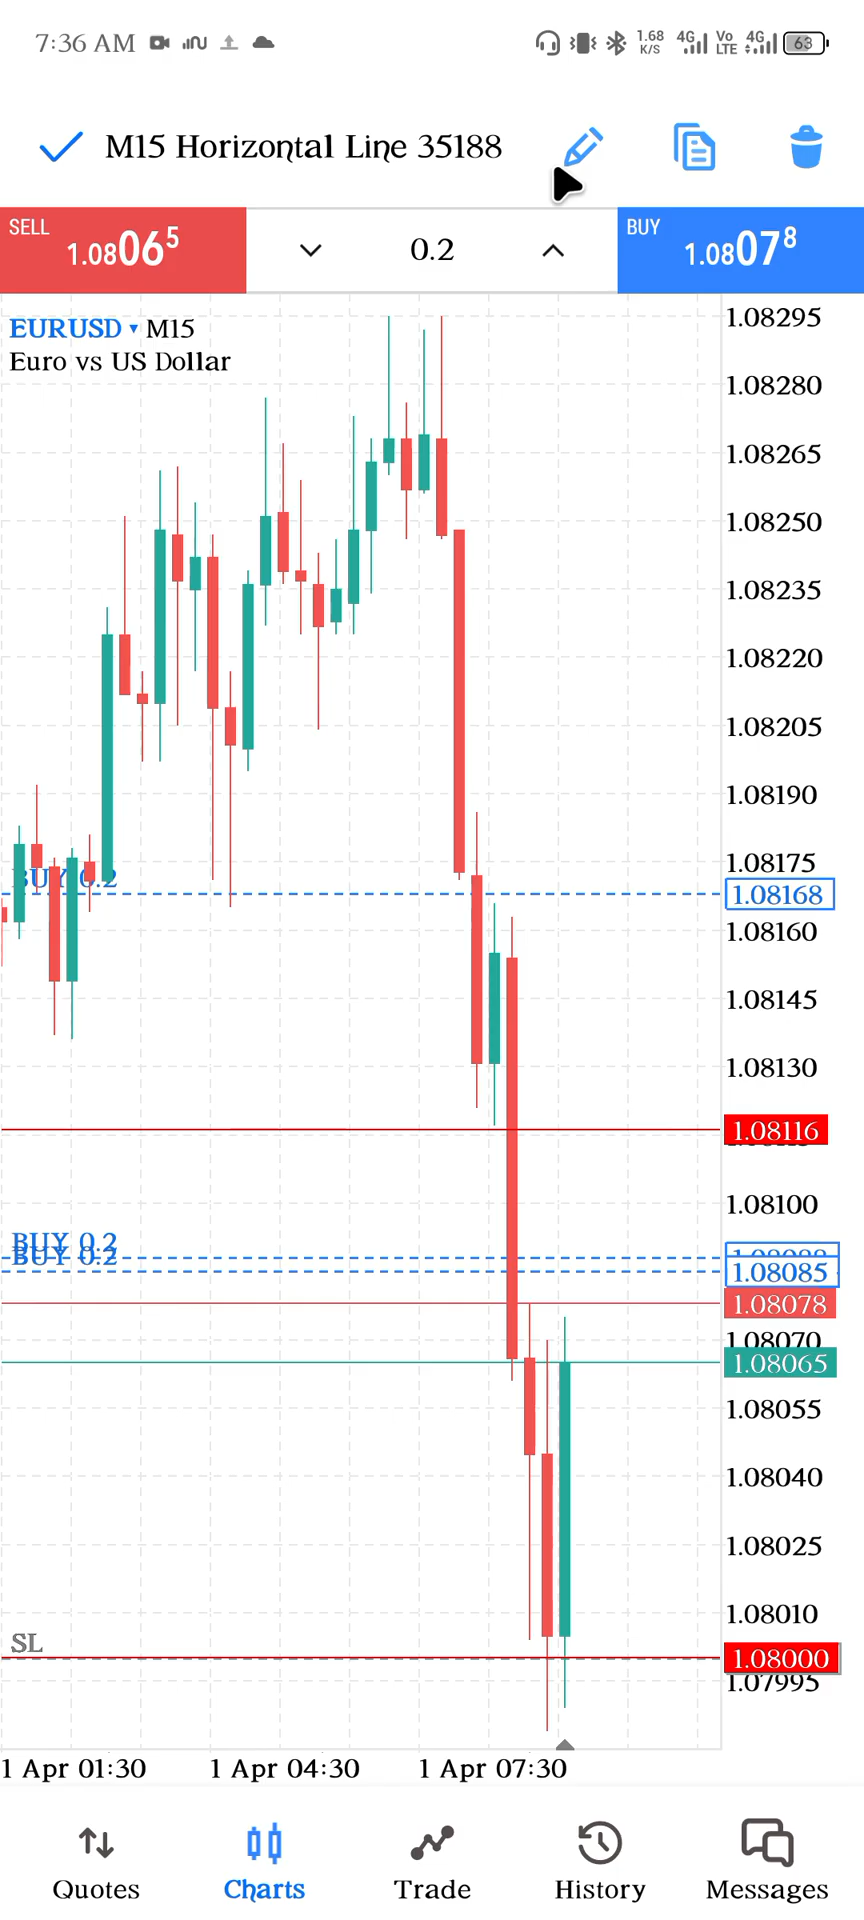 7:36 AM
1.68
K/S
4G
Vo
LTE
4G
63
M15 Horizontal Line 35188
SELL
1.08065
0.2
BUY
1.08078
EURUSD ▾ M15
Euro vs US Dollar
1.08295
1.08280
1.08265
1.08250
1.08235
1.08220
1.08205
1.08190
1.08175
BUY 0.2
1.08168
1.08160
1.08145
1.08130
1.08116
1.08100
BUY 0.2
BUY 0.2
1.08085
1.08078
1.08070
1.08065
1.08055
1.08040
1.08025
1.08010
SL
1.08000
1.07995
1 Apr 01:30
1 Apr 04:30
1 Apr 07:30
Quotes
Charts
Trade
History
Messages